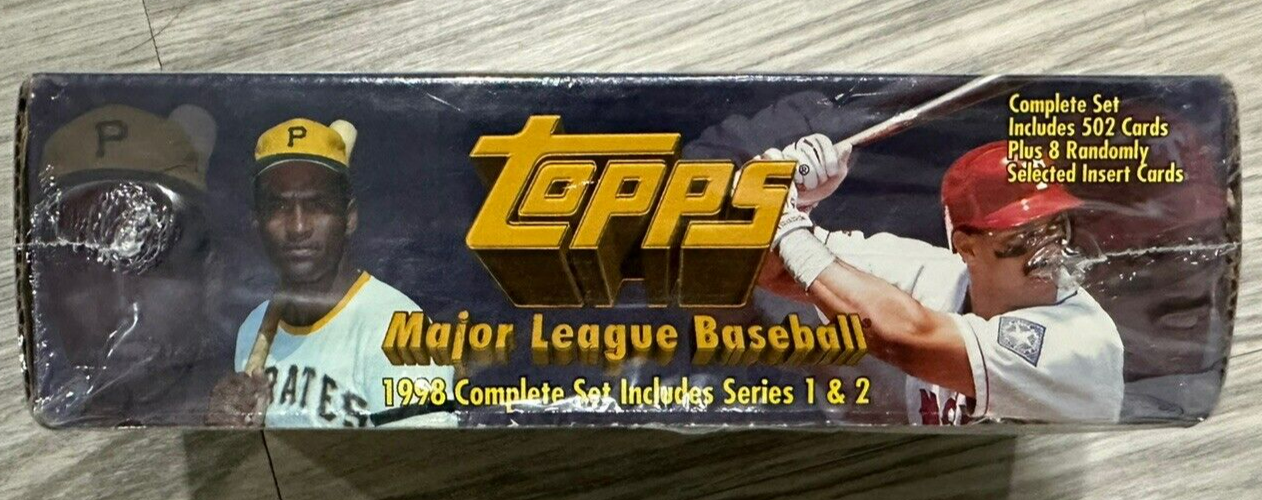 P
P
Topps®
Major League Baseball
1998 Complete Set Includes Series 1 & 2
Complete Set
Includes 502 Cards
Plus 8 Randomly
Selected Insert Cards
RATES